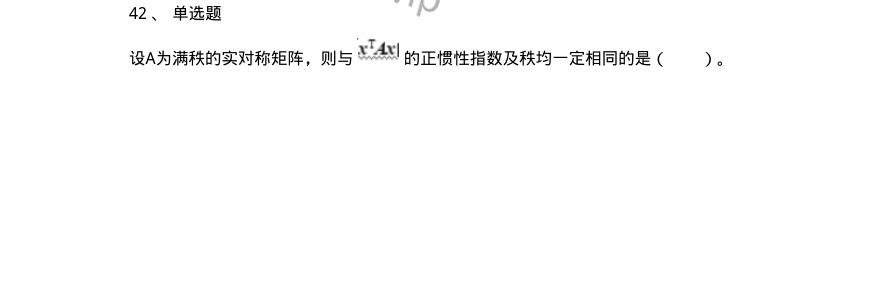 42 、 单选题
设A为满秩的实对称矩阵，则与 xᵀAx 的正惯性指数及秩均一定相同的是 (        ) 。